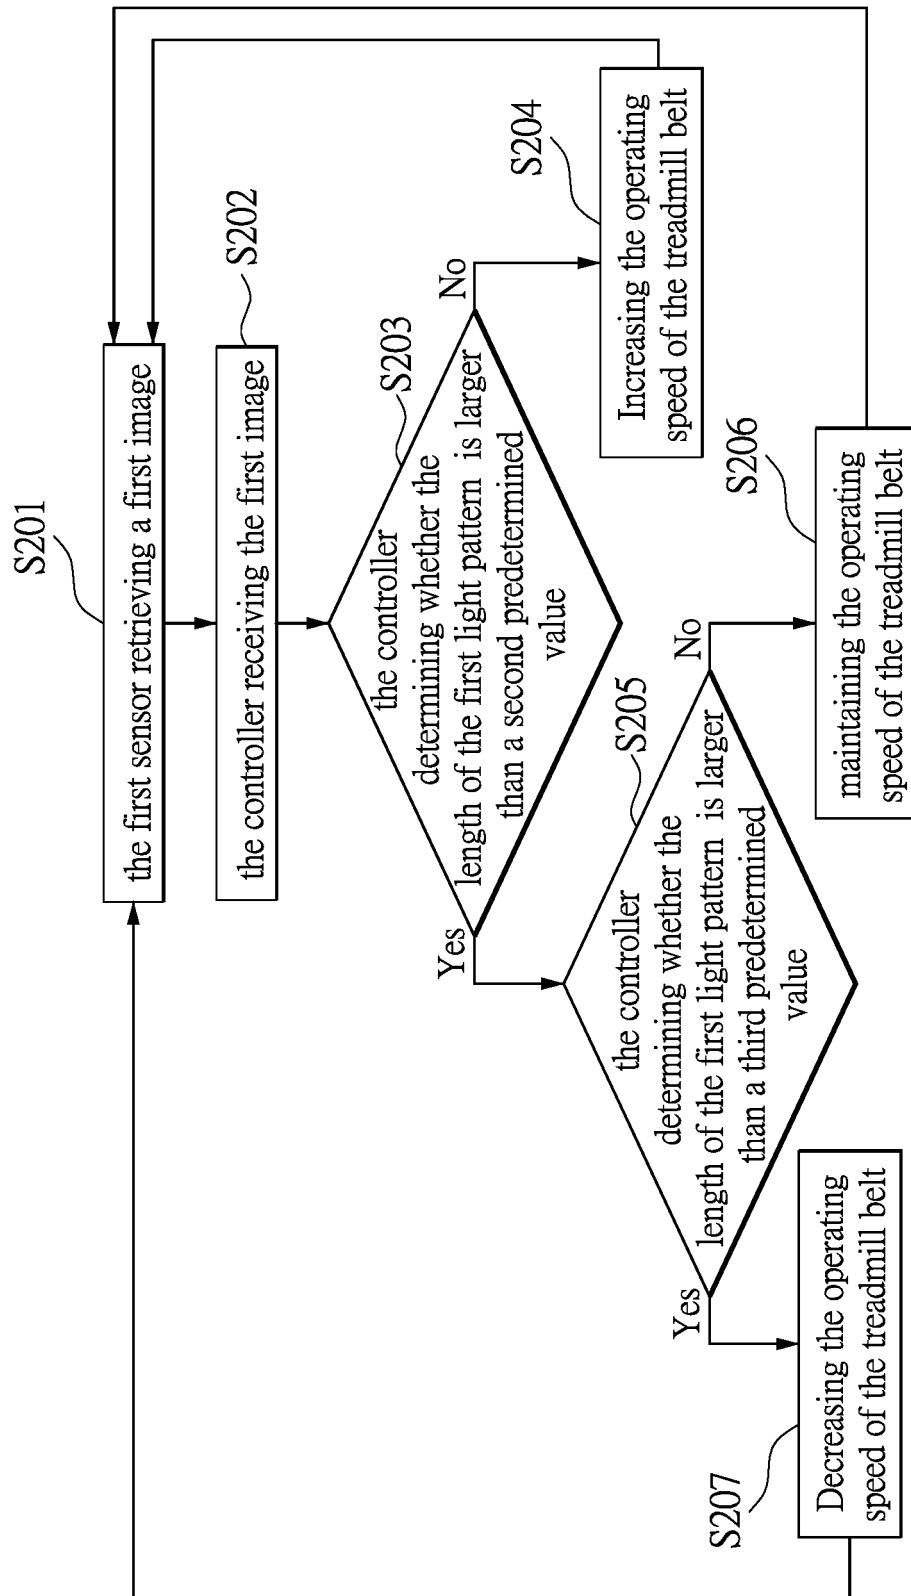 S201
the first sensor retrieving a first image
S202
the controller receiving the first image
S203
the controller
determining whether the
length of the first light pattern is larger
than a second predetermined
value
Yes
No
S204
Increasing the operating
speed of the treadmill belt
S205
the controller
determining whether the
length of the first light pattern is larger
than a third predetermined
value
Yes
No
S206
maintaining the operating
speed of the treadmill belt
S207
Decreasing the operating
speed of the treadmill belt